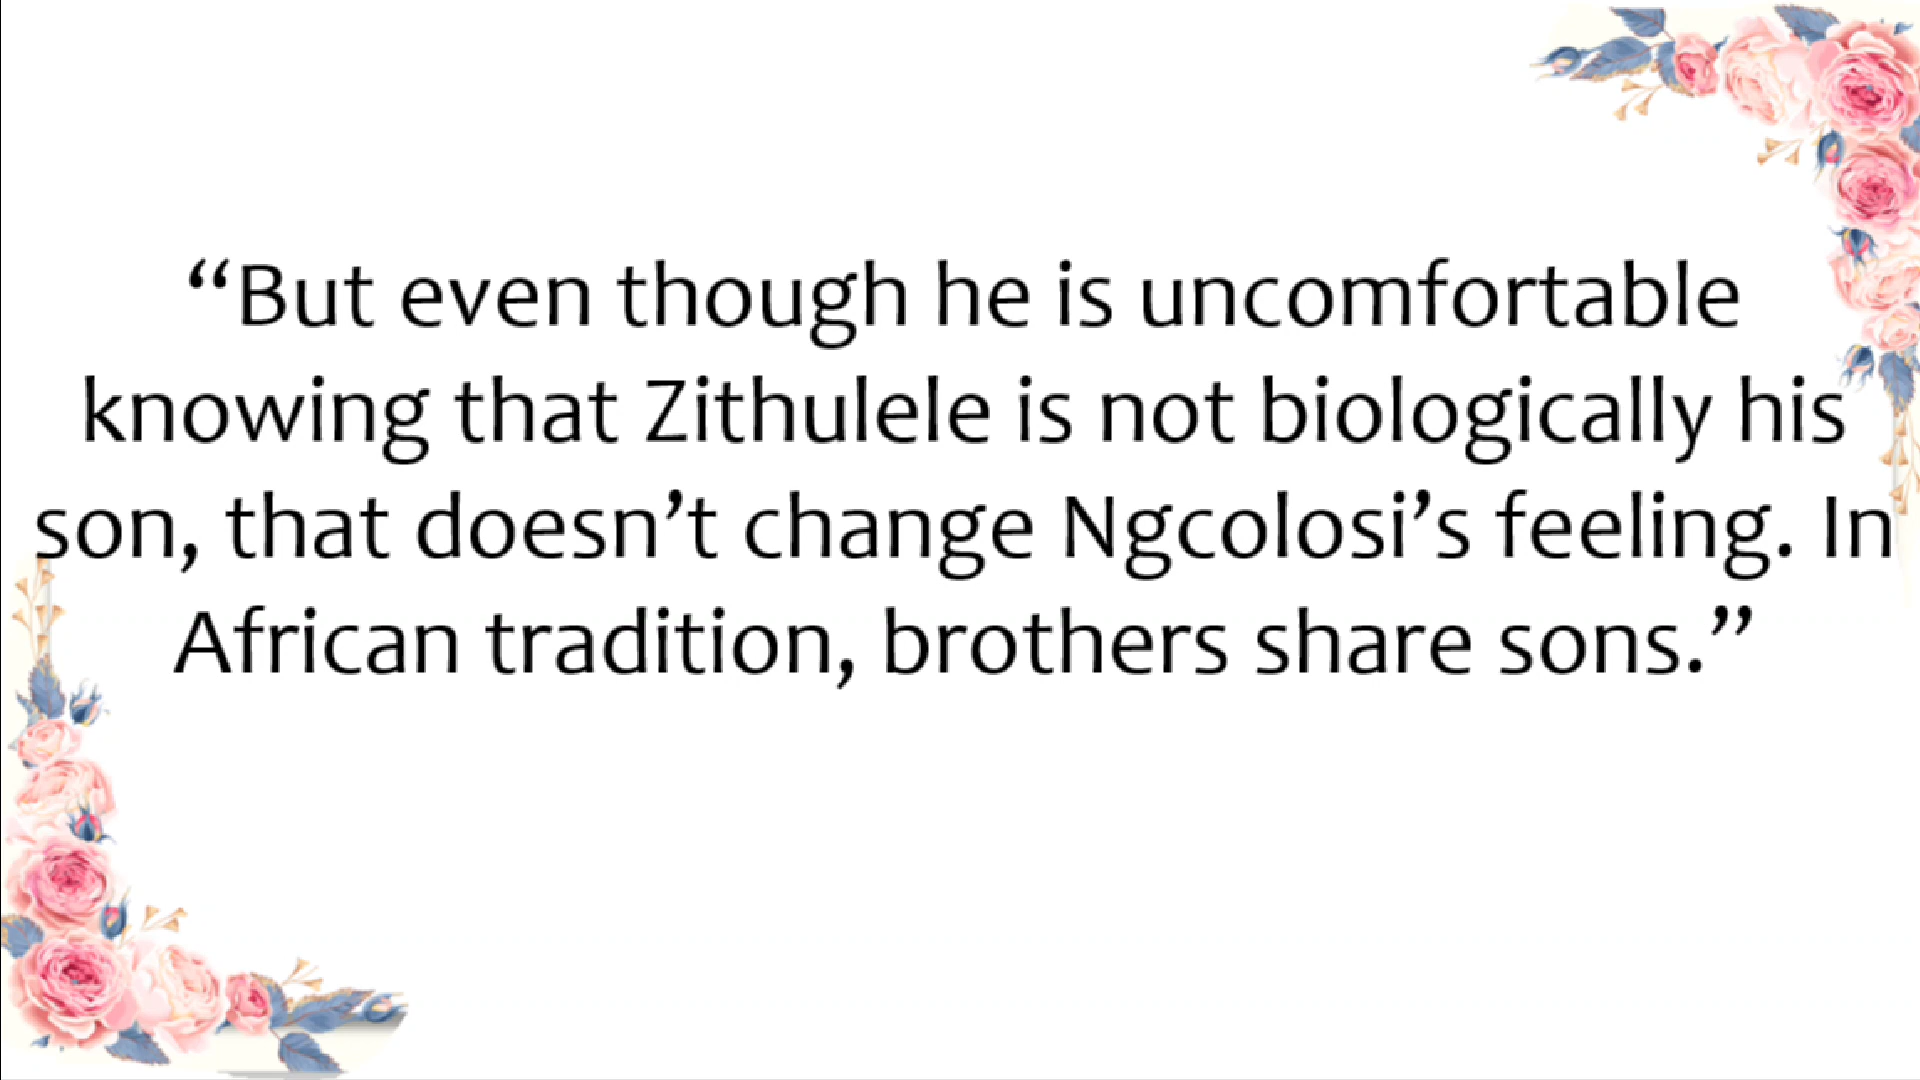 “But even though he is uncomfortable
knowing that Zithulele is not biologically his
son, that doesn’t change Ngcolosi’s feeling. In
African tradition, brothers share sons.”